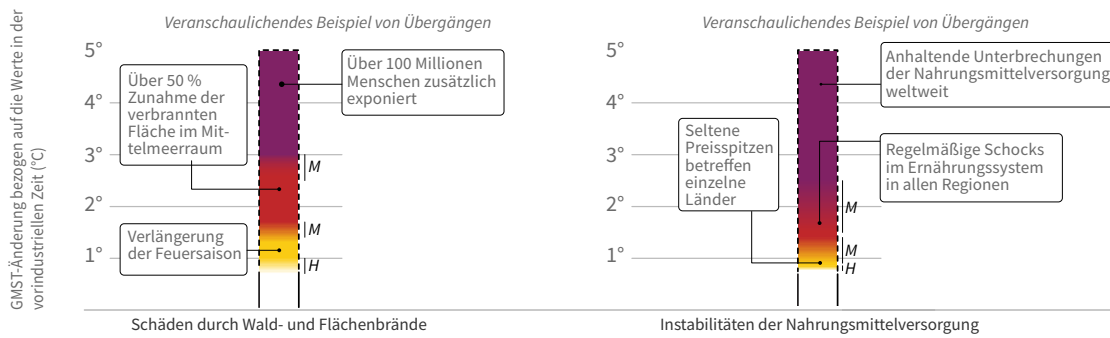 GMST-Änderung bezogen auf die Werte in der
vorindustriellen Zeit (°C)
Veranschaulichendes Beispiel von Übergängen
5°
4°
3°
2°
1°
Über 50 %
Zunahme der
verbrannten
Fläche im Mit-
telmeerraum
Über 100 Millionen
Menschen zusätzlich
exponiert
Verlängerung
der Feuersaison
M
M
H
Schäden durch Wald- und Flächenbrände
Veranschaulichendes Beispiel von Übergängen
5°
4°
3°
2°
1°
Anhaltende Unterbrechungen
der Nahrungsmittelversorgung
weltweit
Seltene
Preisspitzen
betreffen
einzelne
Länder
Regelmäßige Schocks
im Ernährungssystem
in allen Regionen
M
M
H
Instabilitäten der Nahrungsmittelversorgung